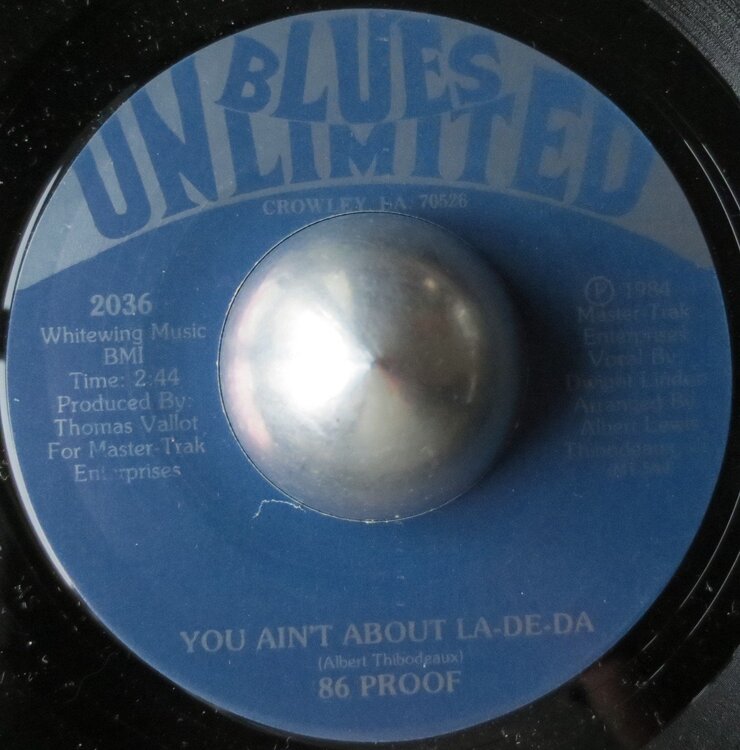 BLUES
UNLIMITED
CROWLEY, LA 70526
2036
Whitewing Music
BMI
Time: 2:44
Produced By:
Thomas Vallot
For Master-Trak
Enterprises
Ⓟ 1984
Master-Trak
Enterprises
Vocal By:
Dwight
Arranged By
Albert Lewis
Thibodeaux
YOU AIN'T ABOUT LA-DE-DA
(Albert Thibodeaux)
86 PROOF